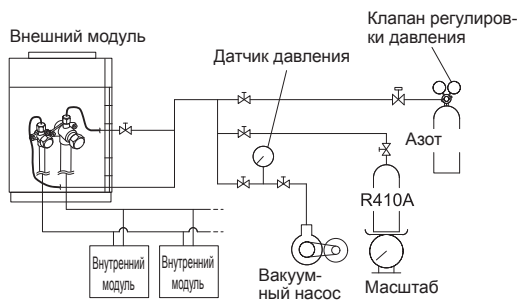 Клапан регулиров-
ки давления
Внешний модуль
Датчик давления
Азот
R410A
Внутренний
модуль
Внутренний
модуль
Вакуум-
ный насос
Масштаб